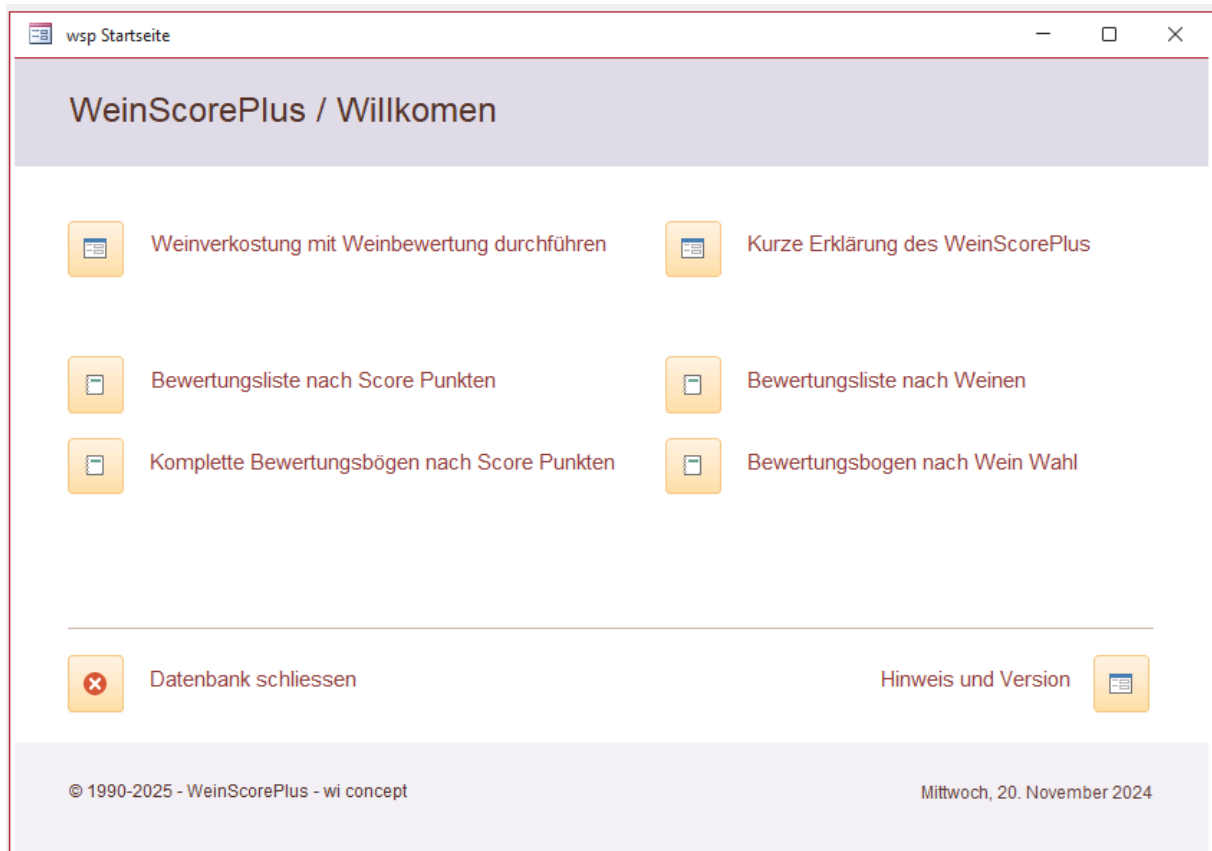 wsp Startseite
WeinScorePlus / Willkomen
Weinverkostung mit Weinbewertung durchführen
Kurze Erklärung des WeinScorePlus
Bewertungsliste nach Score Punkten
Bewertungsliste nach Weinen
Komplette Bewertungsbögen nach Score Punkten
Bewertungsbogen nach Wein Wahl
Datenbank schliessen
Hinweis und Version
© 1990-2025 - WeinScorePlus - wi concept
Mittwoch, 20. November 2024